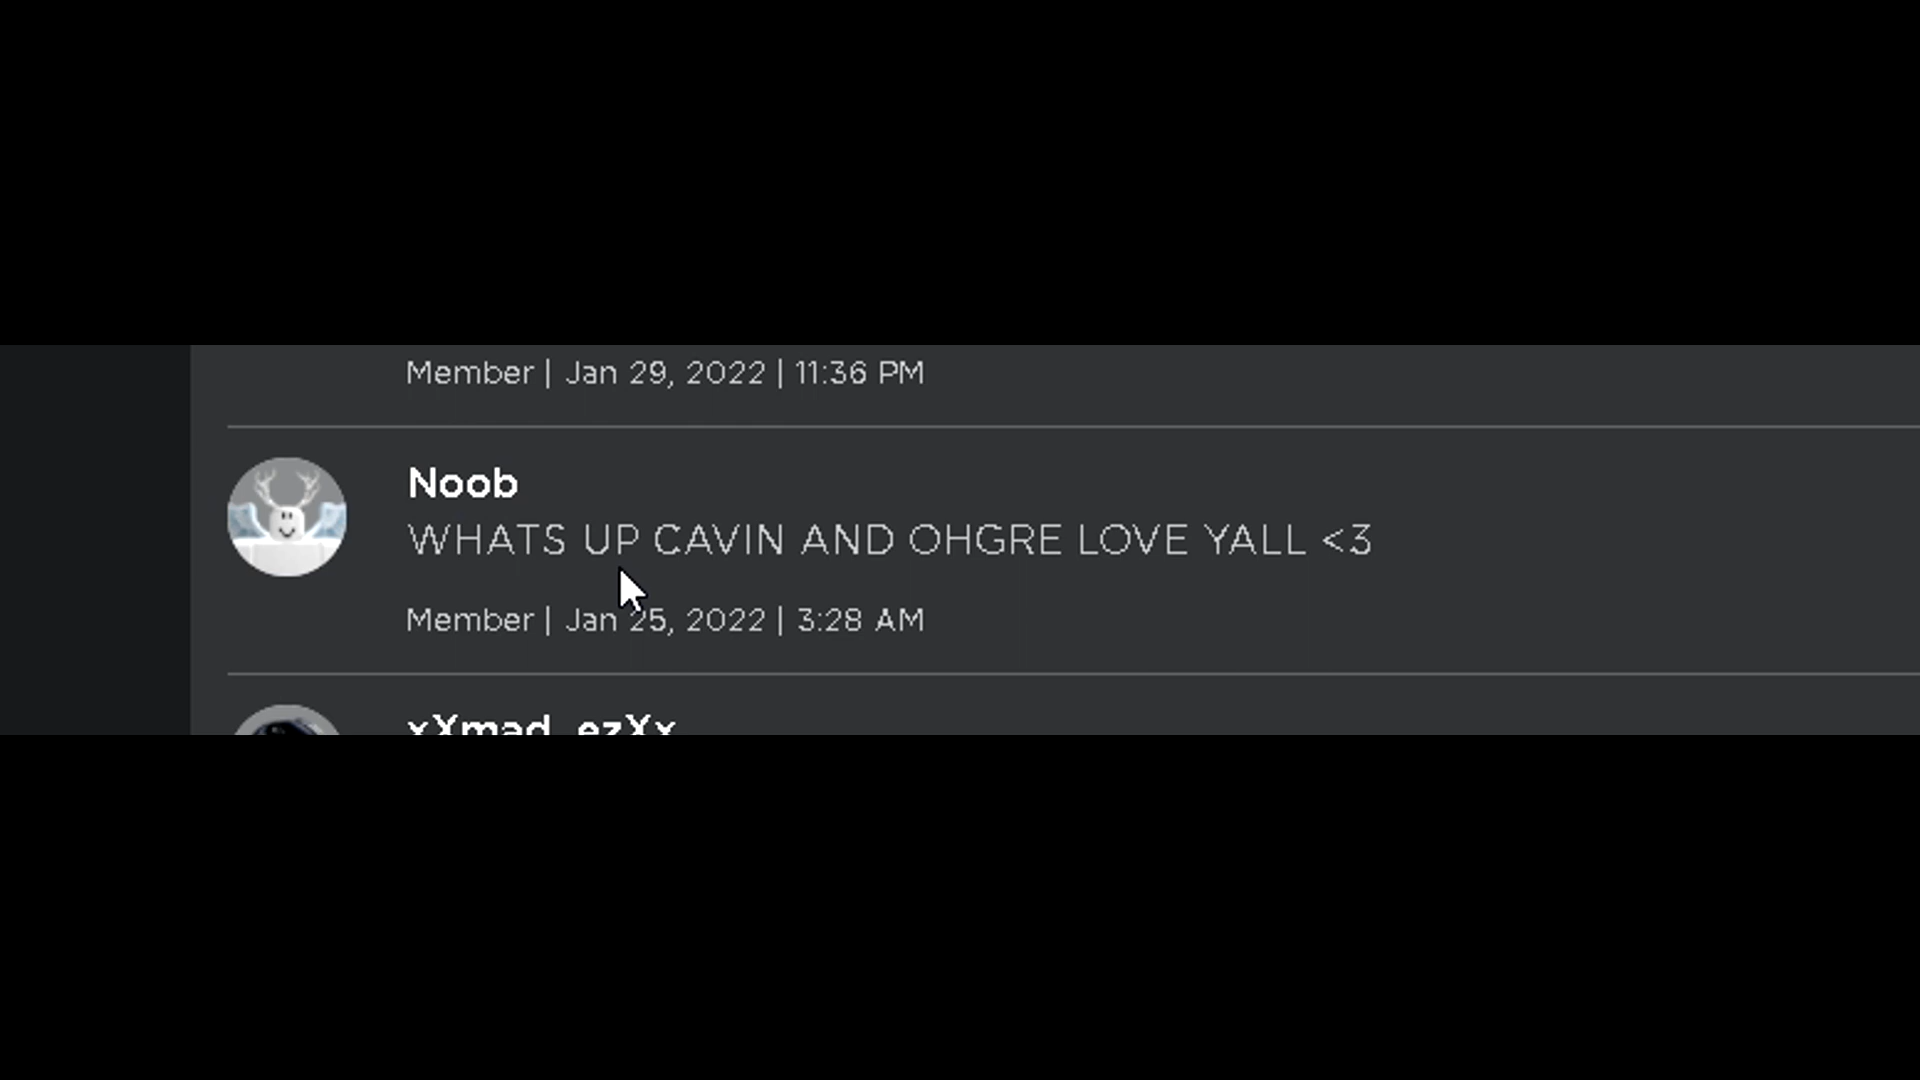 Member | Jan 29, 2022 | 11:36 PM
Noob
WHATS UP CAVIN AND OHGRE LOVE YALL <3
Member | Jan 25, 2022 | 3:28 AM
xXmad_ezXx